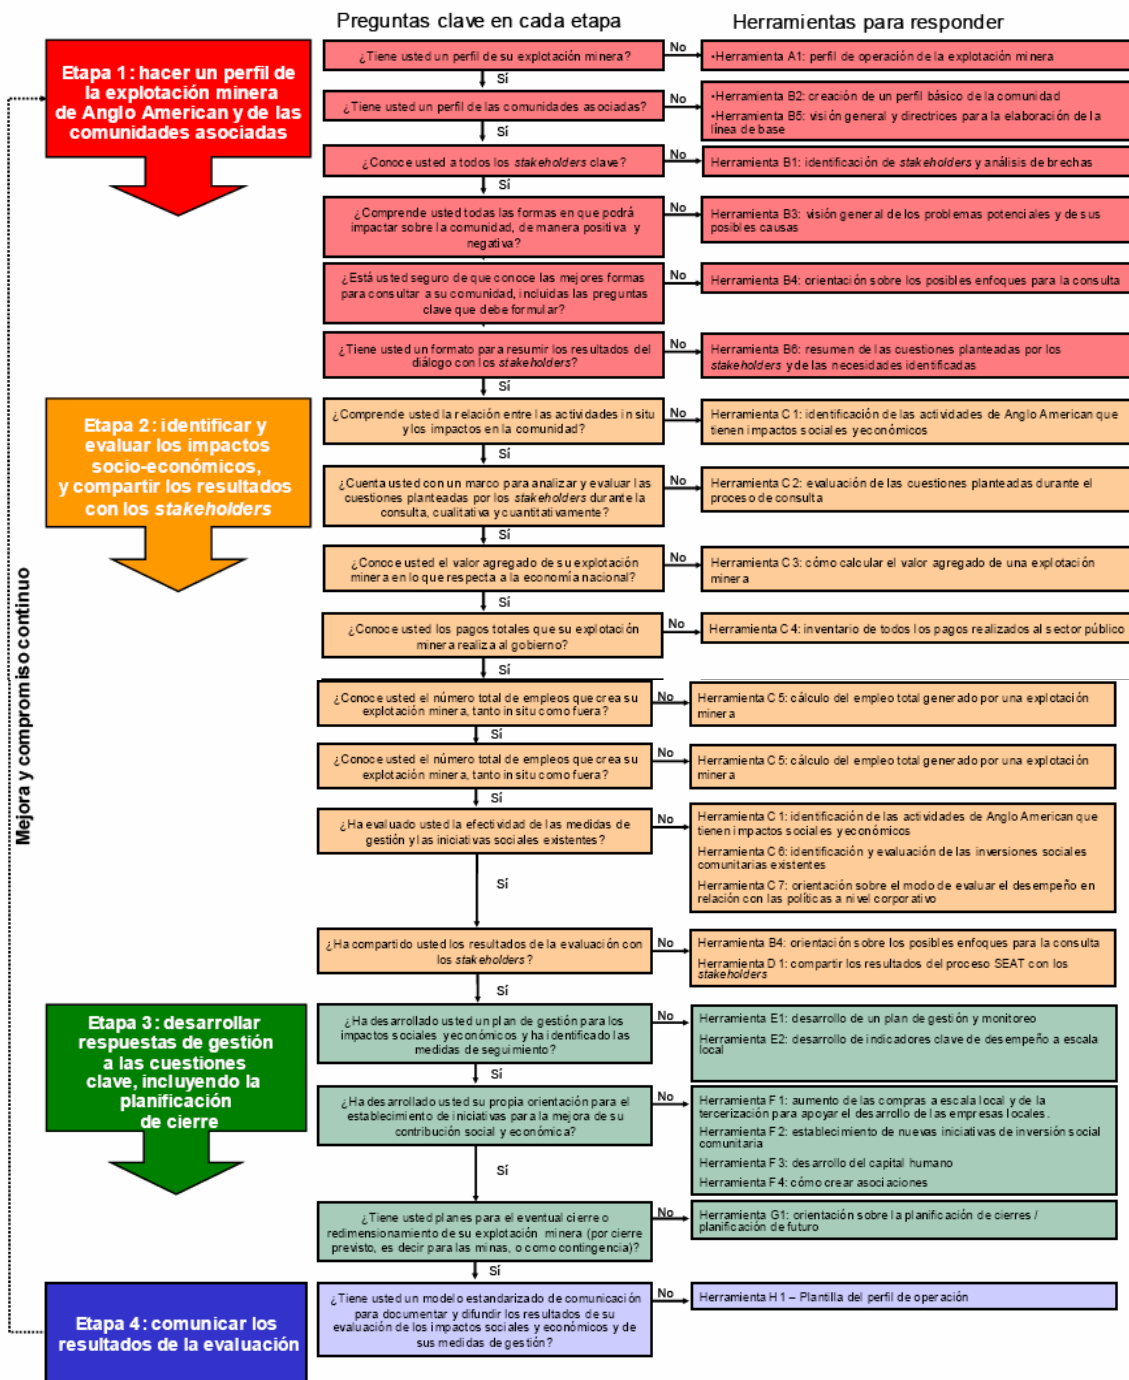 Preguntas clave en cada etapa
Herramientas para responder
Etapa 1: hacer un perfil de
la explotación minera
de Anglo American y de las
comunidades asociadas
¿Tiene usted un perfil de su explotación minera?
No
•Herramienta A1: perfil de operación de la explotación minera
Sí
¿Tiene usted un perfil de las comunidades asociadas?
No
•Herramienta B2: creación de un perfil básico de la comunidad
•Herramienta B5: visión general y directrices para la elaboración de la
línea de base
Sí
¿Conoce usted a todos los stakeholders clave?
No
Herramienta B1: identificación de stakeholders y análisis de brechas
Sí
¿Comprende usted todas las formas en que podrá
impactar sobre la comunidad, de manera positiva y
negativa?
No
Herramienta B3: visión general de los problemas potenciales y de sus
posibles causas
¿Está usted seguro de que conoce las mejores formas
para consultar a su comunidad, incluidas las preguntas
clave que debe formular?
No
Herramienta B4: orientación sobre los posibles enfoques para la consulta
¿Tiene usted un formato para resumir los resultados del
diálogo con los stakeholders?
No
Herramienta B6: resumen de las cuestiones planteadas por los
stakeholders y de las necesidades identificadas
Sí
Etapa 2: identificar y
evaluar los impactos
socio-económicos,
y compartir los resultados
con los stakeholders
¿Comprende usted la relación entre las actividades in situ
y los impactos en la comunidad?
No
Herramienta C 1: identificación de las actividades de Anglo American que
tienen impactos sociales y económicos
Sí
¿Cuenta usted con un marco para analizar y evaluar las
cuestiones planteadas por los stakeholders durante la
consulta, cualitativa y cuantitativamente?
No
Herramienta C 2: evaluación de las cuestiones planteadas durante el
proceso de consulta
Sí
¿Conoce usted el valor agregado de su explotación
minera en lo que respecta a la economía nacional?
No
Herramienta C 3: cómo calcular el valor agregado de una explotación
minera
Sí
¿Conoce usted los pagos totales que su explotación
minera realiza al gobierno?
No
Herramienta C 4: inventario de todos los pagos realizados al sector público
Sí
¿Conoce usted el número total de empleos que crea su
explotación minera, tanto in situ como fuera?
No
Herramienta C 5: cálculo del empleo total generado por una explotación
minera
Sí
¿Conoce usted el número total de empleos que crea su
explotación minera, tanto in situ como fuera?
No
Herramienta C 5: cálculo del empleo total generado por una explotación
minera
Sí
¿Ha evaluado usted la efectividad de las medidas de
gestión y las iniciativas sociales existentes?
No
Herramienta C 1: identificación de las actividades de Anglo American que
tienen impactos sociales y económicos
Herramienta C 6: identificación y evaluación de las inversiones sociales
comunitarias existentes
Herramienta C 7: orientación sobre el modo de evaluar el desempeño en
relación con las políticas a nivel corporativo
Sí
¿Ha compartido usted los resultados de la evaluación con
los stakeholders?
No
Herramienta B4: orientación sobre los posibles enfoques para la consulta
Herramienta D 1: compartir los resultados del proceso SEAT con los
stakeholders
Sí
Etapa 3: desarrollar
respuestas de gestión
a las cuestiones
clave, incluyendo la
planificación
de cierre
¿Ha desarrollado usted un plan de gestión para los
impactos sociales y económicos y ha identificado las
medidas de seguimiento?
No
Herramienta E1: desarrollo de un plan de gestión y monitoreo
Herramienta E2: desarrollo de indicadores clave de desempeño a escala
local
Sí
¿Ha desarrollado usted su propia orientación para el
establecimiento de iniciativas para la mejora de su
contribución social y económica?
No
Herramienta F 1: aumento de las compras a escala local y de la
tercerización para apoyar el desarrollo de las empresas locales.
Herramienta F 2: establecimiento de nuevas iniciativas de inversión social
comunitaria
Herramienta F 3: desarrollo del capital humano
Herramienta F 4: cómo crear asociaciones
Sí
¿Tiene usted planes para el eventual cierre o
redimensionamiento de su explotación minera (por cierre
previsto, es decir para las minas, o como contingencia)?
No
Herramienta G1: orientación sobre la planificación de cierres /
planificación de futuro
Sí
Etapa 4: comunicar los
resultados de la evaluación
¿Tiene usted un modelo estandarizado de comunicación
para documentar y difundir los resultados de su
evaluación de los impactos sociales y económicos y de
sus medidas de gestión?
No
Herramienta H 1 – Plantilla del perfil de operación
Mejora y compromiso continuo